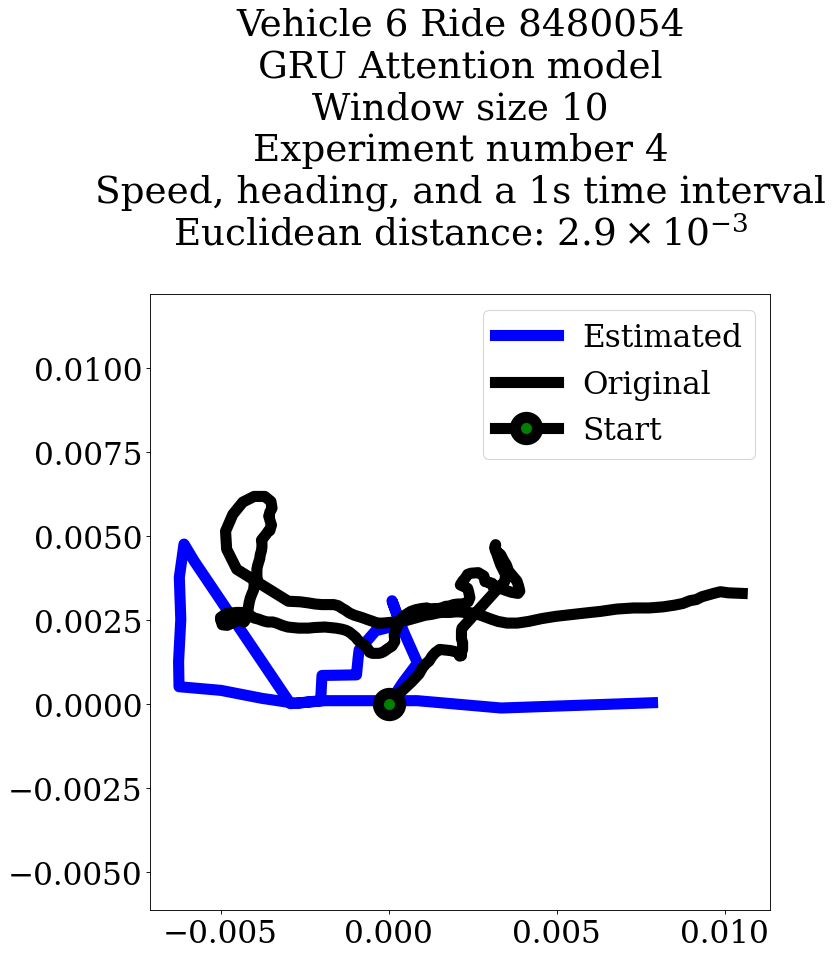 Vehicle 6 Ride 8480054
GRU Attention model
Window size 10
Experiment number 4
Speed, heading, and a 1s time interval
Euclidean distance: 2.9 × 10⁻³
Estimated
Original
Start
0.0100
0.0075
0.0050
0.0025
0.0000
−0.0025
−0.0050
−0.005 0.000 0.005 0.010